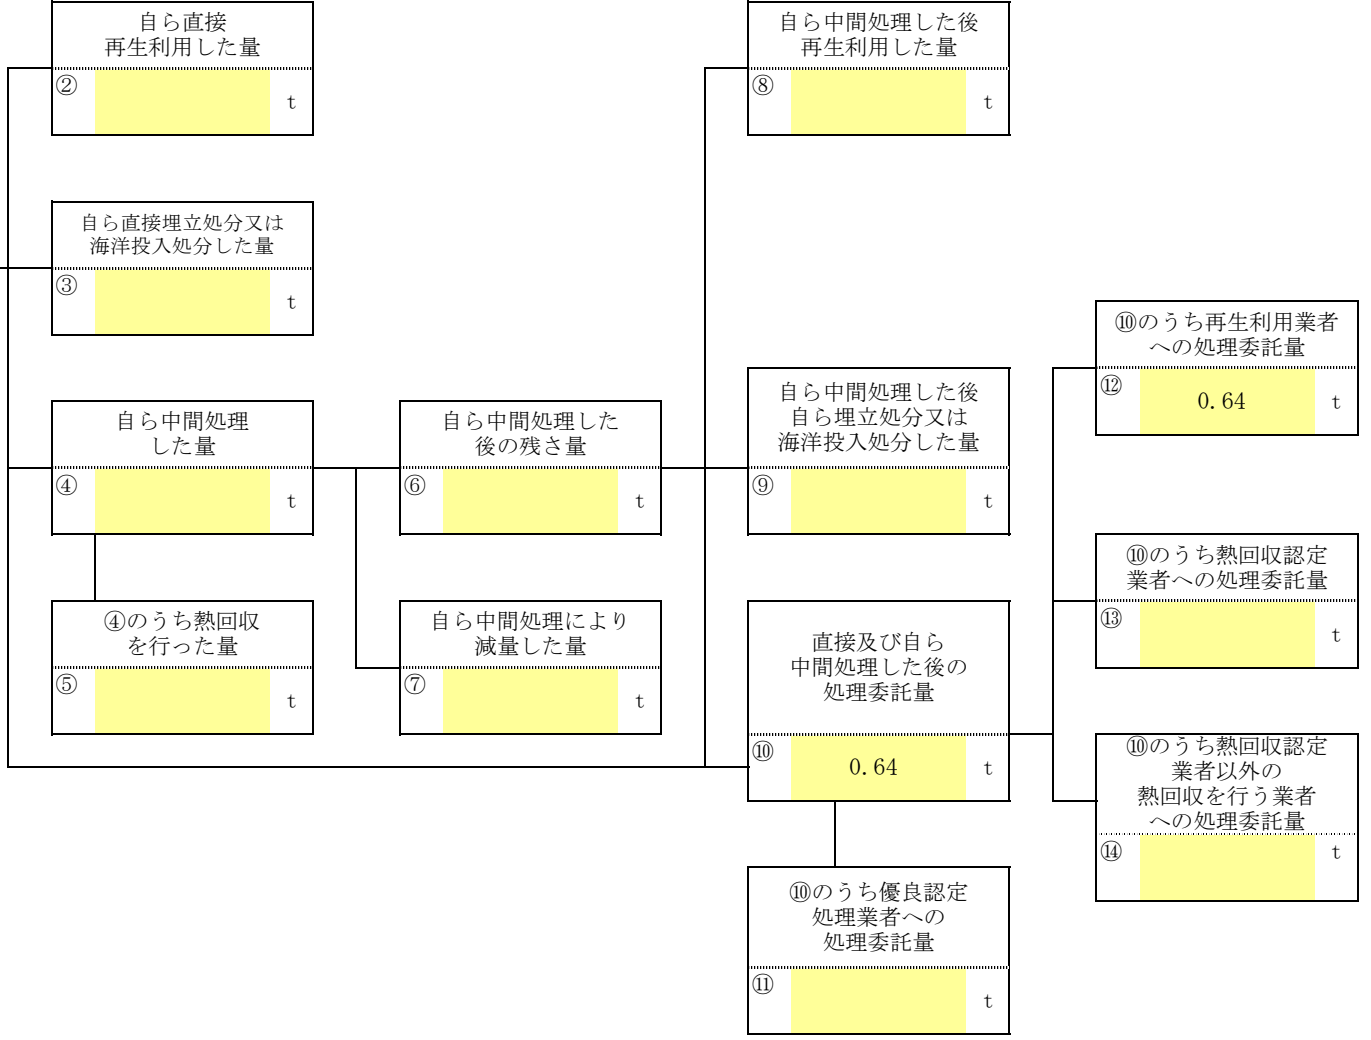 自ら直接
再生利用した量
②
t
自ら中間処理した後
再生利用した量
⑧
t
自ら直接埋立処分又は
海洋投入処分した量
③
t
⑩のうち再生利用業者
への処理委託量
⑫
0.64
t
自ら中間処理
した量
④
t
自ら中間処理した
後の残さ量
⑥
t
自ら中間処理した後
自ら埋立処分又は
海洋投入処分した量
⑨
t
⑩のうち熱回収認定
業者への処理委託量
⑬
t
④のうち熱回収
を行った量
⑤
t
自ら中間処理により
減量した量
⑦
t
直接及び自ら
中間処理した後の
処理委託量
⑩
0.64
t
⑩のうち熱回収認定
業者以外の
熱回収を行う業者
への処理委託量
⑭
t
⑩のうち優良認定
処理業者への
処理委託量
⑪
t